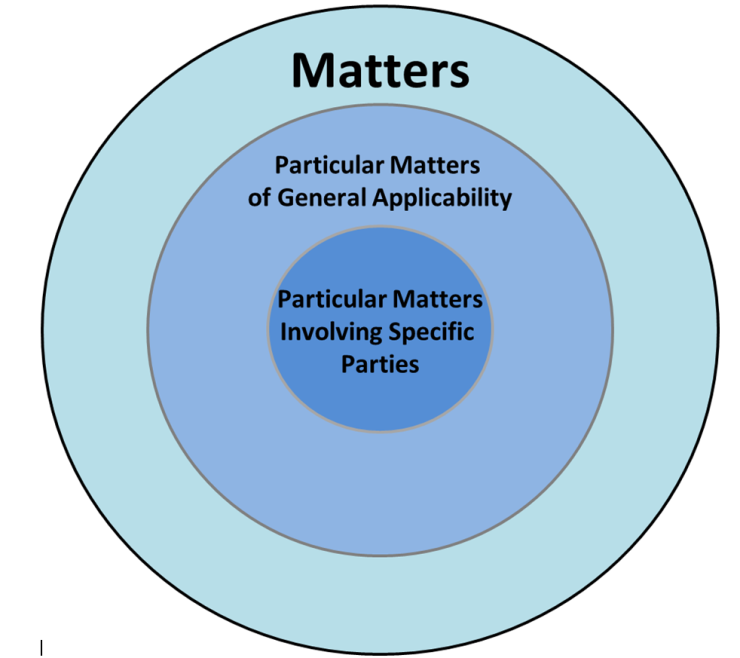 Matters
Particular Matters
of General Applicability
Particular Matters
Involving Specific
Parties